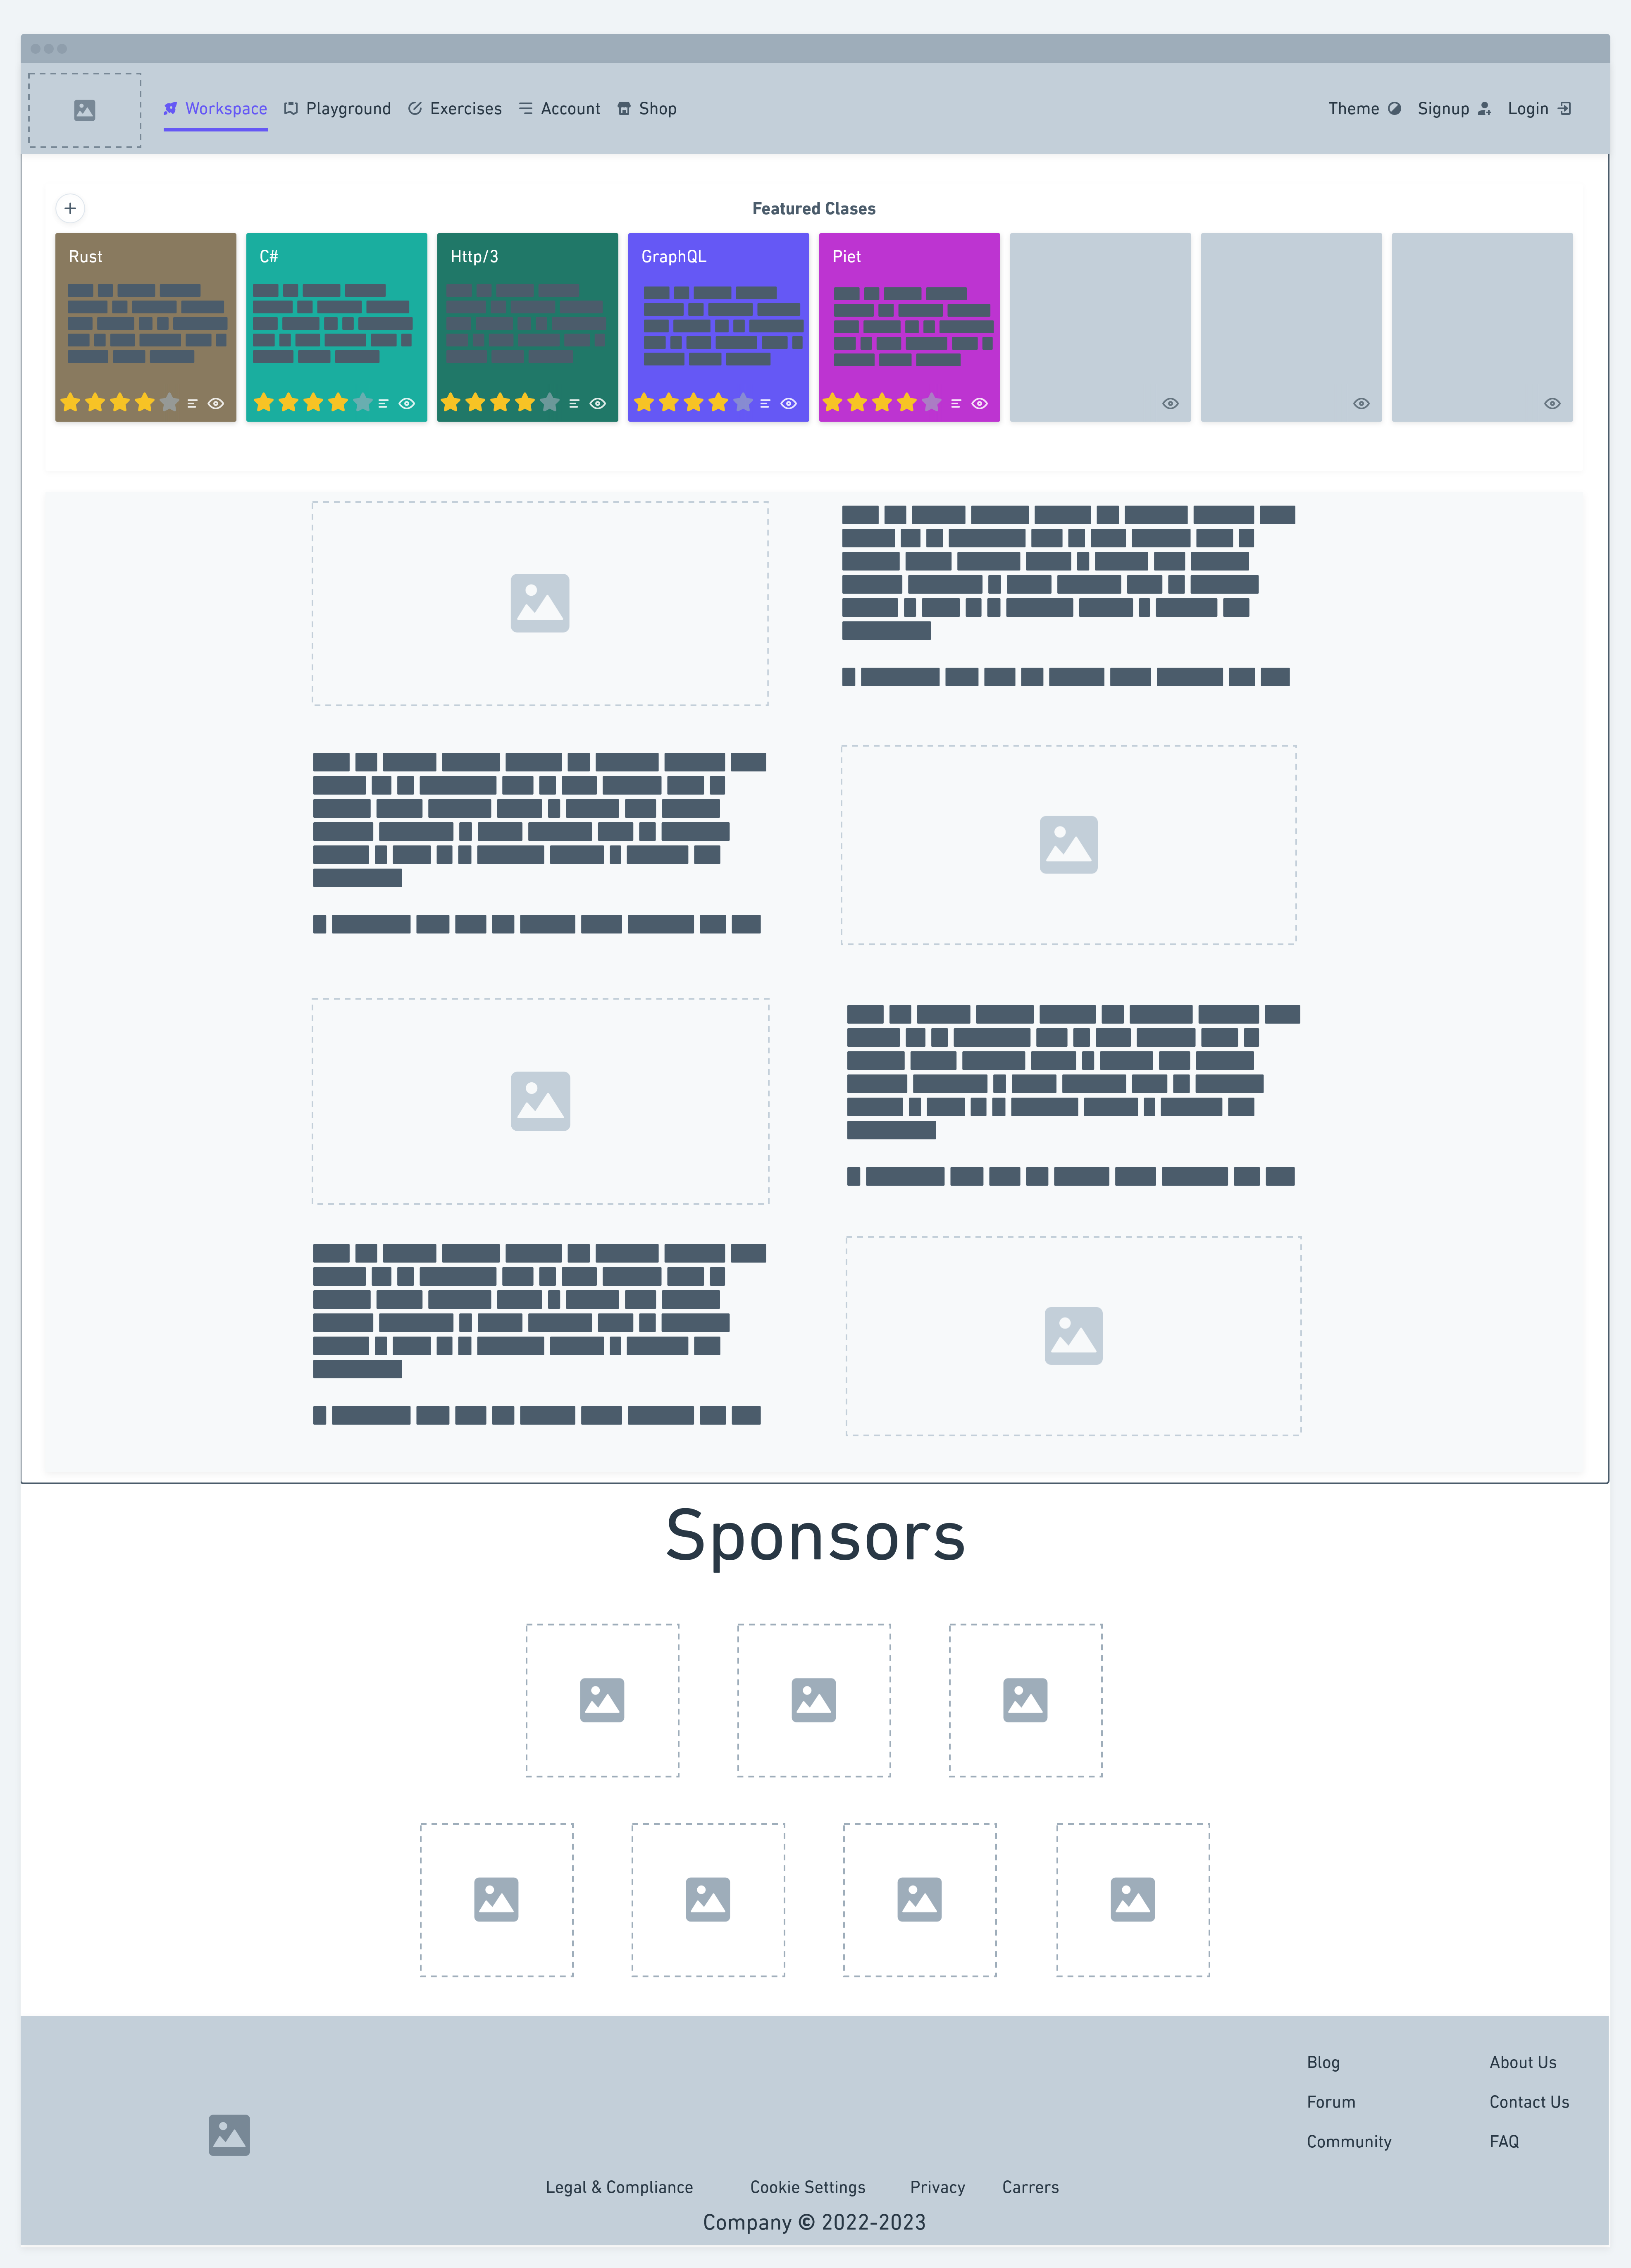 Workspace Playground Exercises Account Shop Theme Signup Login
Featured Clases
Rust C# Http/3 GraphQL Piet
Sponsors
Blog About Us
Forum Contact Us
Community FAQ
Legal & Compliance Cookie Settings Privacy Carrers
Company © 2022-2023